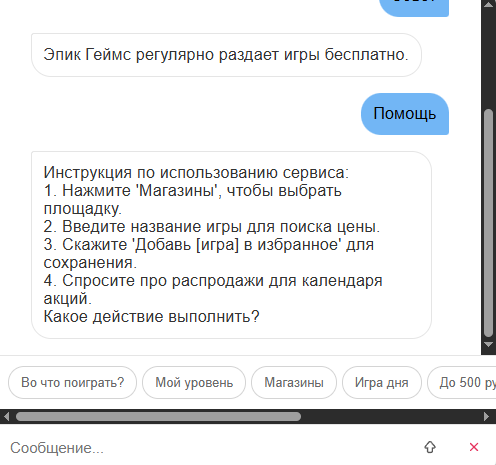 Эпик Геймс регулярно раздает игры бесплатно.
Помощь
Инструкция по использованию сервиса:
1. Нажмите 'Магазины', чтобы выбрать
площадку.
2. Введите название игры для поиска цены.
3. Скажите 'Добавь [игра] в избранное' для
сохранения.
4. Спросите про распродажи для календаря
акций.
Какое действие выполнить?
Во что поиграть? Мой уровень Магазины Игра дня До 500 ру
Сообщение...